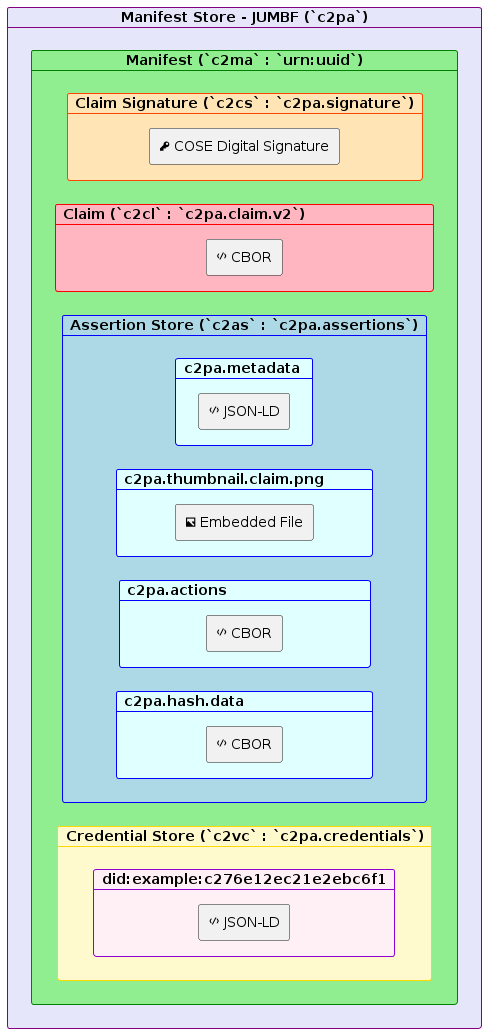 Manifest Store - JUMBF (`c2pa`)
Manifest (`c2ma` : `urn:uuid`)
Claim Signature (`c2cs` : `c2pa.signature`)
COSE Digital Signature
Claim (`c2cl` : `c2pa.claim.v2`)
CBOR
Assertion Store (`c2as` : `c2pa.assertions`)
c2pa.metadata
JSON-LD
c2pa.thumbnail.claim.png
Embedded File
c2pa.actions
CBOR
c2pa.hash.data
CBOR
Credential Store (`c2vc` : `c2pa.credentials`)
did:example:c276e12ec21e2ebc6f1
JSON-LD